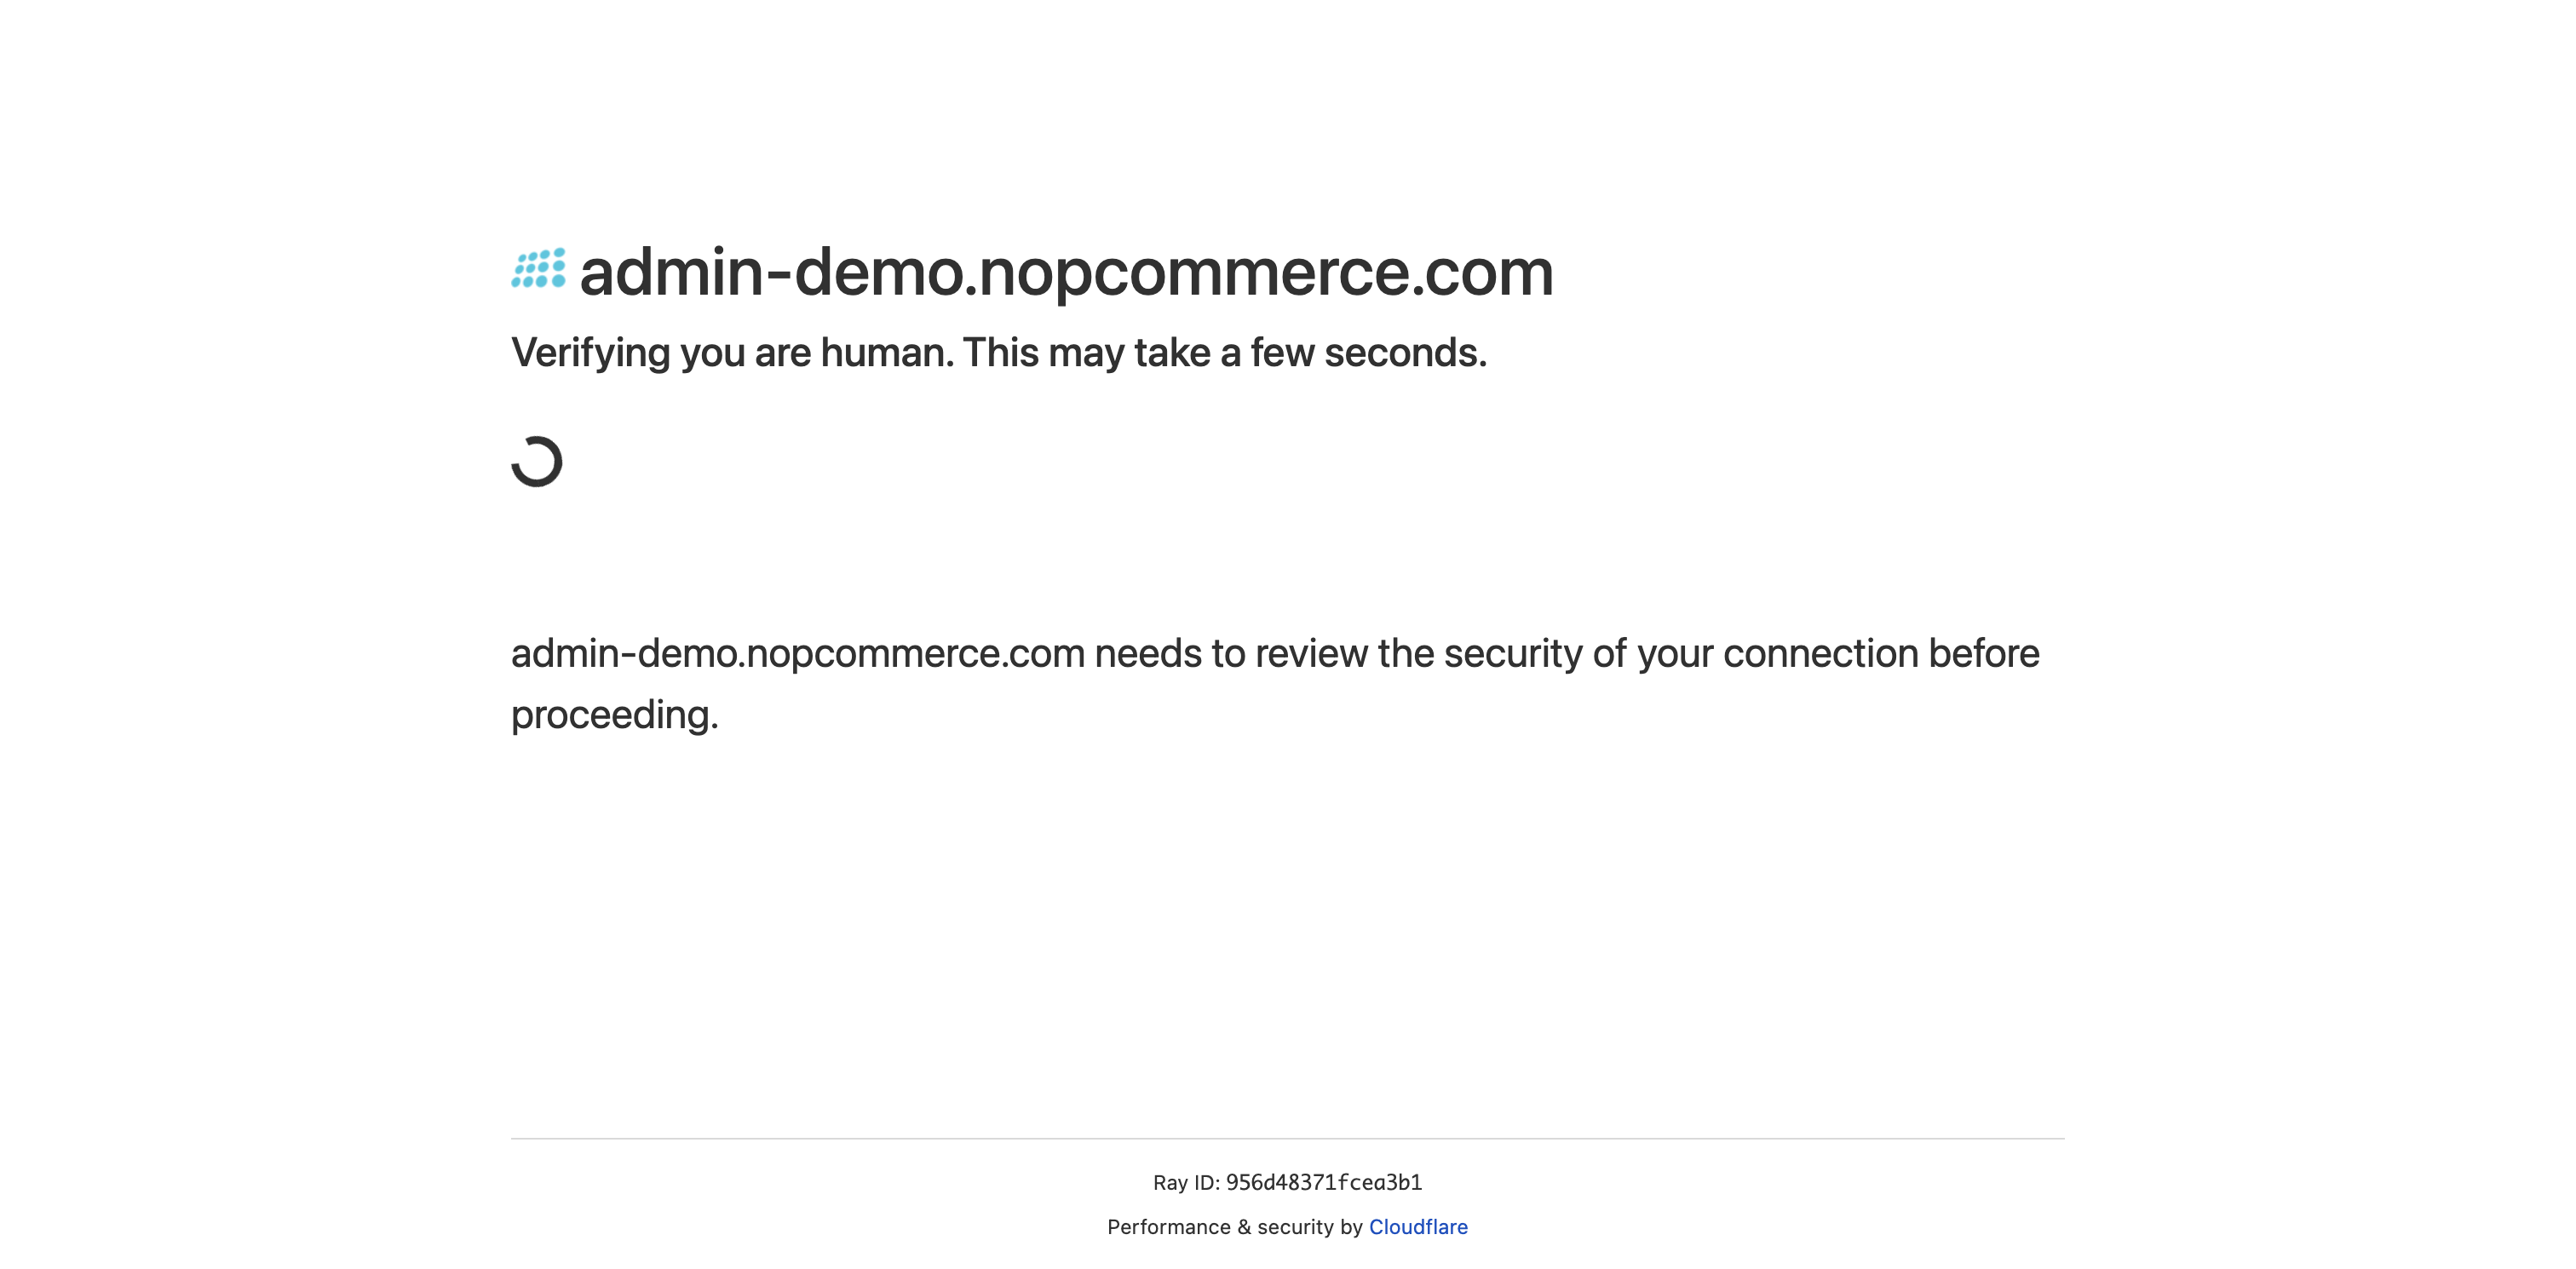 admin-demo.nopcommerce.com
Verifying you are human. This may take a few seconds.
admin-demo.nopcommerce.com needs to review the security of your connection before
proceeding.
Ray ID: 956d48371fcea3b1
Performance & security by Cloudflare